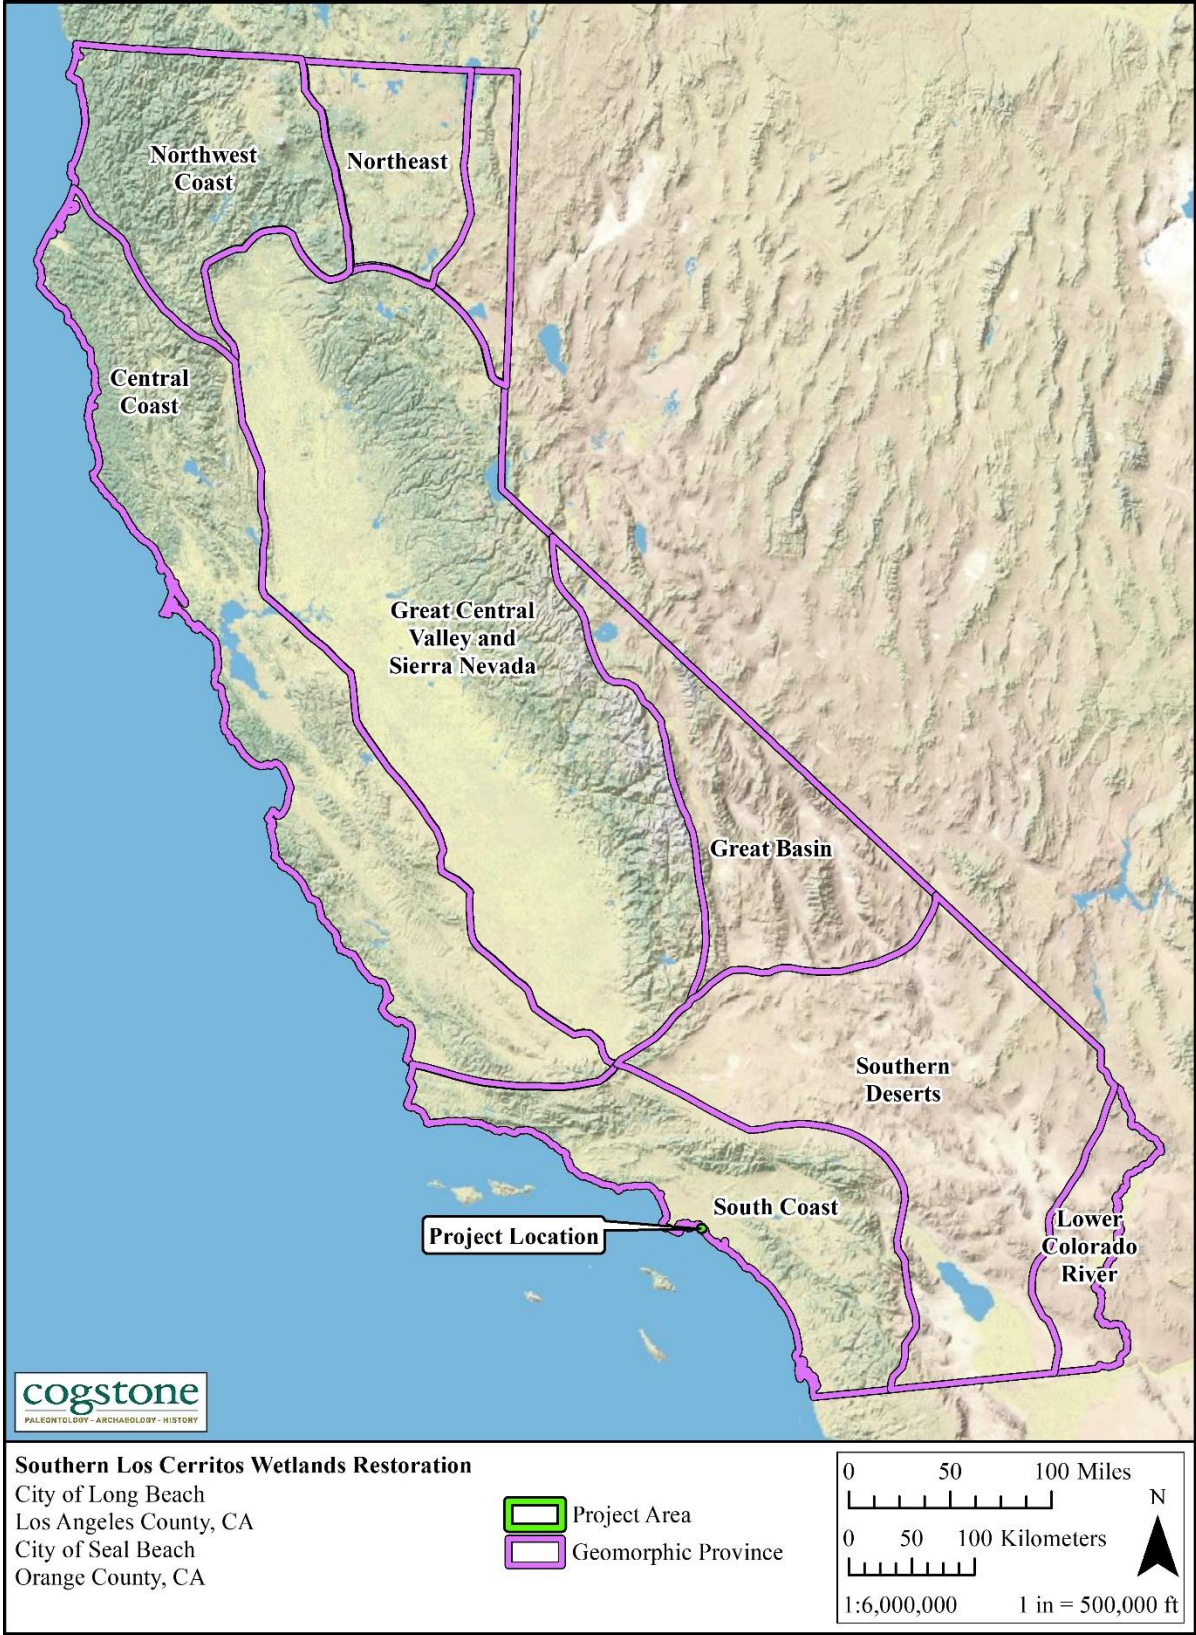 Northwest
Coast
Northeast
Central
Coast
Great Central
Valley and
Sierra Nevada
Great Basin
Southern
Deserts
South Coast
Project Location
Lower
Colorado
River
cogstone
PALEONTOLOGY - ARCHAEOLOGY - HISTORY
Southern Los Cerritos Wetlands Restoration
City of Long Beach
Los Angeles County, CA
City of Seal Beach
Orange County, CA
Project Area
Geomorphic Province
0 50 100 Miles
N
0 50 100 Kilometers
1:6,000,000 1 in = 500,000 ft